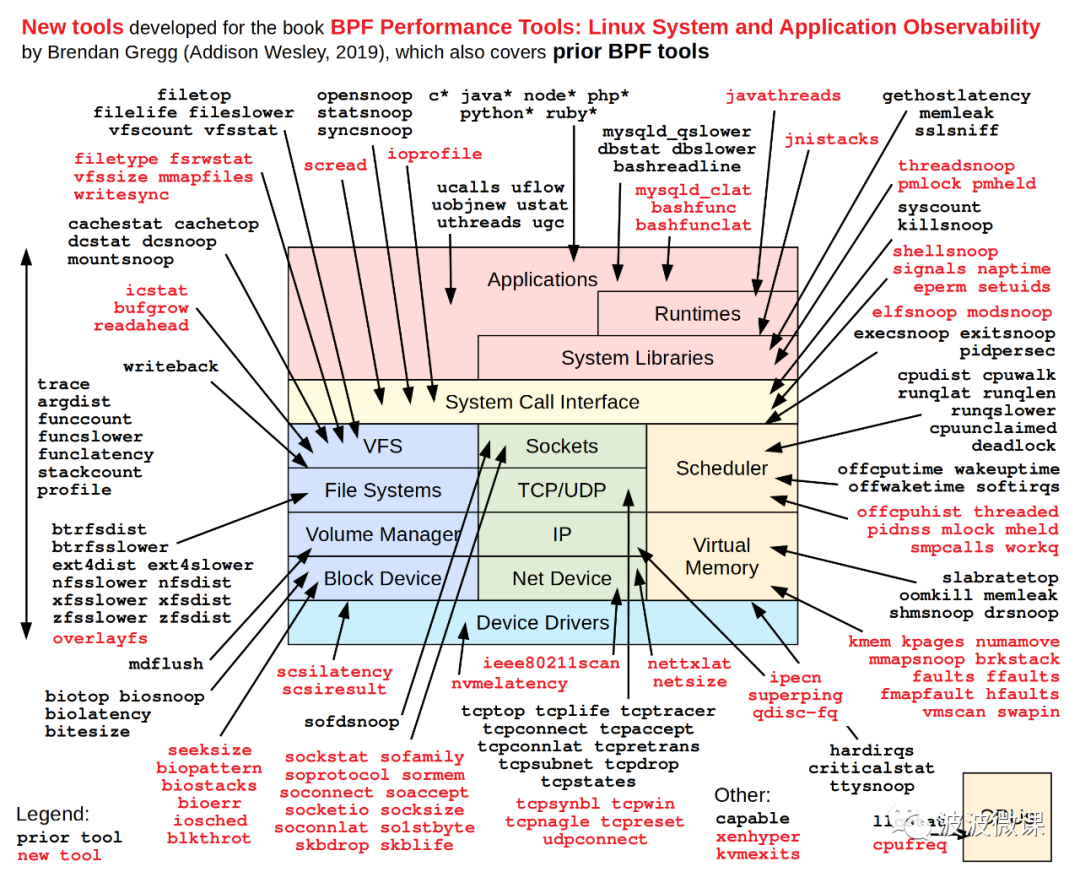 New tools developed for the book BPF Performance Tools: Linux System and Application Observability
by Brendan Gregg (Addison Wesley, 2019), which also covers prior BPF tools
filetop
filelife fileslower
vfscount vfsstat
filetype fsrwstat
vfssize mmapfiles
writesync
cachestat cachetop
dcstat dcsnoop
mountsnoop
icstat
bufgrow
readahead
writeback
trace
argdist
funccount
funcslower
funclatency
stackcount
profile
btrfsdist
btrfsslower
ext4dist ext4slower
nfsslower nfsdist
xfsslower xfsdist
zfsslower zfsdist
overlayfs
mdflush
biotop biosnoop
biolatency
bitesize
seeksize
biopattern
biostacks
bioerr
iosched
blkthrot
Legend:
prior tool
new tool
opensnoop
statsnoop
syncsnoop
scread
ioprofile
c* java* node* php*
python* ruby*
ucalls uflow
uobjnew ustat
uthreads ugc
mysqld_qslower
dbstat dbslower
bashreadline
mysqld_clat
bashfunc
bashfunclat
javathreads
jnistacks
gethostlatency
memleak
sslsniff
threadsnoop
pmlock pmheld
syscount
killsnoop
shellsnoop
signals naptime
eperm setuids
elfsnoop modsnoop
execsnoop exitsnoop
pidpersec
cpudist cpuwalk
runqlat runqlen
runqslower
cpuunclaimed
deadlock
offcputime wakeuptime
offwaketime softirqs
offcpuhist threaded
pidnss mlock mheld
smpcalls workq
slabratetop
oomkill memleak
shmsnoop drsnoop
kmem kpages numamove
mmapsnoop brkstack
faults ffaults
fmapfault hfaults
vmscan swapin
Applications
Runtimes
System Libraries
System Call Interface
VFS
Sockets
Scheduler
File Systems
TCP/UDP
Volume Manager
IP
Virtual
Memory
Block Device
Net Device
Device Drivers
scsilatency
scsiresult
nvmelatency
ieee80211scan
nettxlat
netsize
ipecn
superping
qdisc-fq
sofdsnoop
sockstat sofamily
soprotocol sormem
soconnect soaccept
socketio socksize
soconnlat so1stbyte
skbdrop skblife
tcptop tcplife tcptracer
tcpconnect tcpaccept
tcpconnlat tcpretrans
tcpsubnet tcpdrop
tcpstates
tcpsynbl tcpwin
tcpnagle tcpreset
udpconnect
Other:
capable
xenhyper
kvmexits
hardirqs
criticalstat
ttysnoop
cpufreq
波波微课